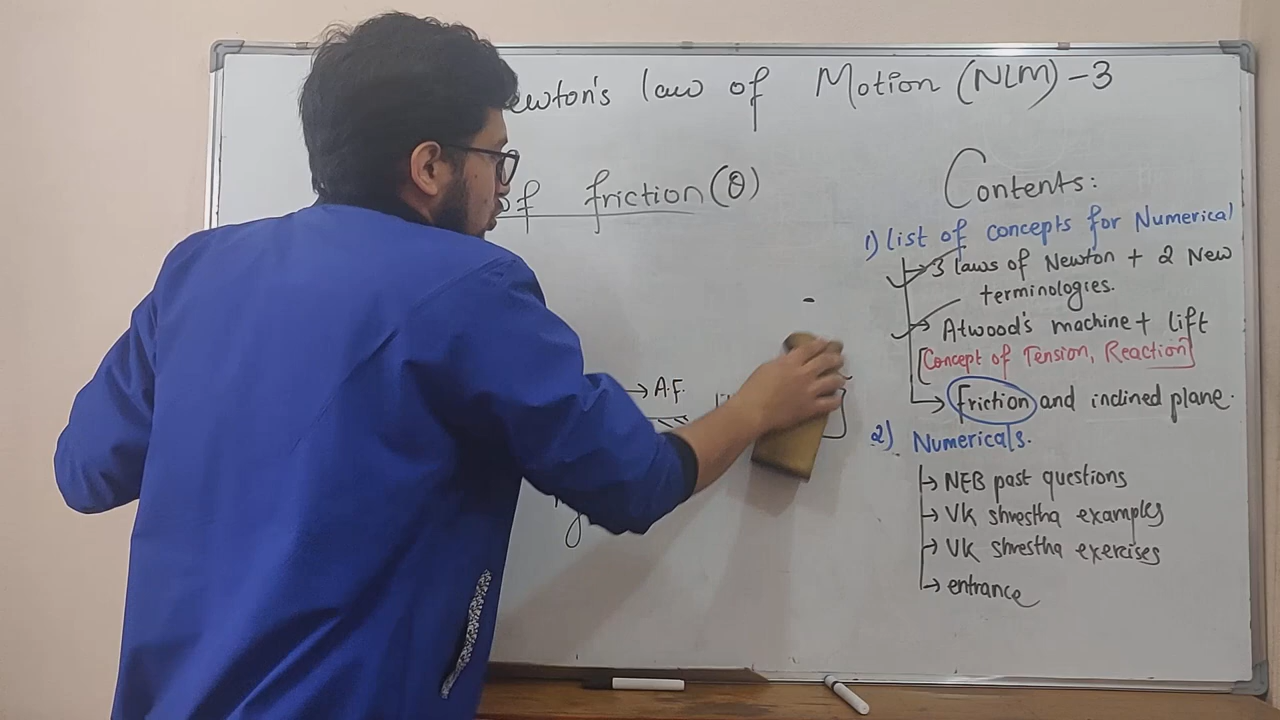 ewton's law of Motion (NLM)-3
of friction (θ)
Contents:
1) list of concepts for Numerical
→ 3 laws of Newton + 2 New
terminologies.
→ Atwood's machine + lift
[Concept of Tension, Reaction]
→ friction and inclined plane.
→ A.F.
2) Numericals.
→ NEB past questions
→ VK shrestha examples
→ VK shrestha exercises
→ entrance